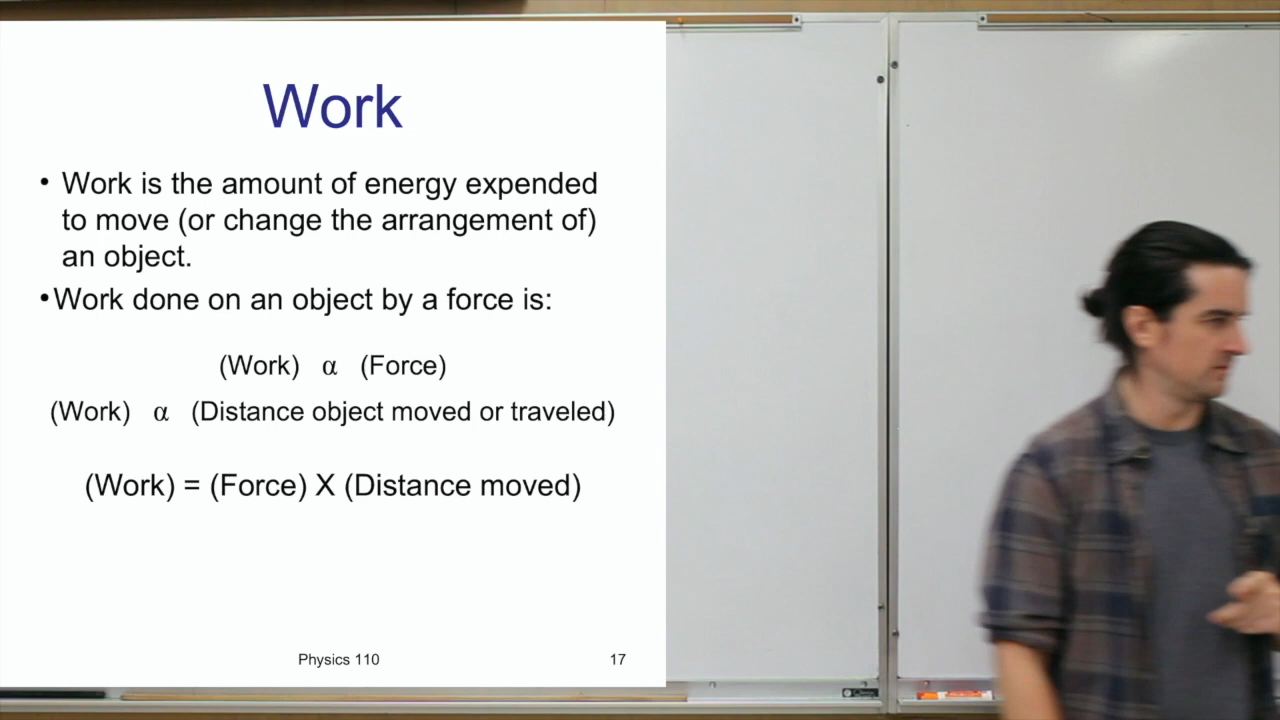 Work
• Work is the amount of energy expended
to move (or change the arrangement of)
an object.
• Work done on an object by a force is:
(Work) α (Force)
(Work) α (Distance object moved or traveled)
(Work) = (Force) X (Distance moved)
Physics 110 17